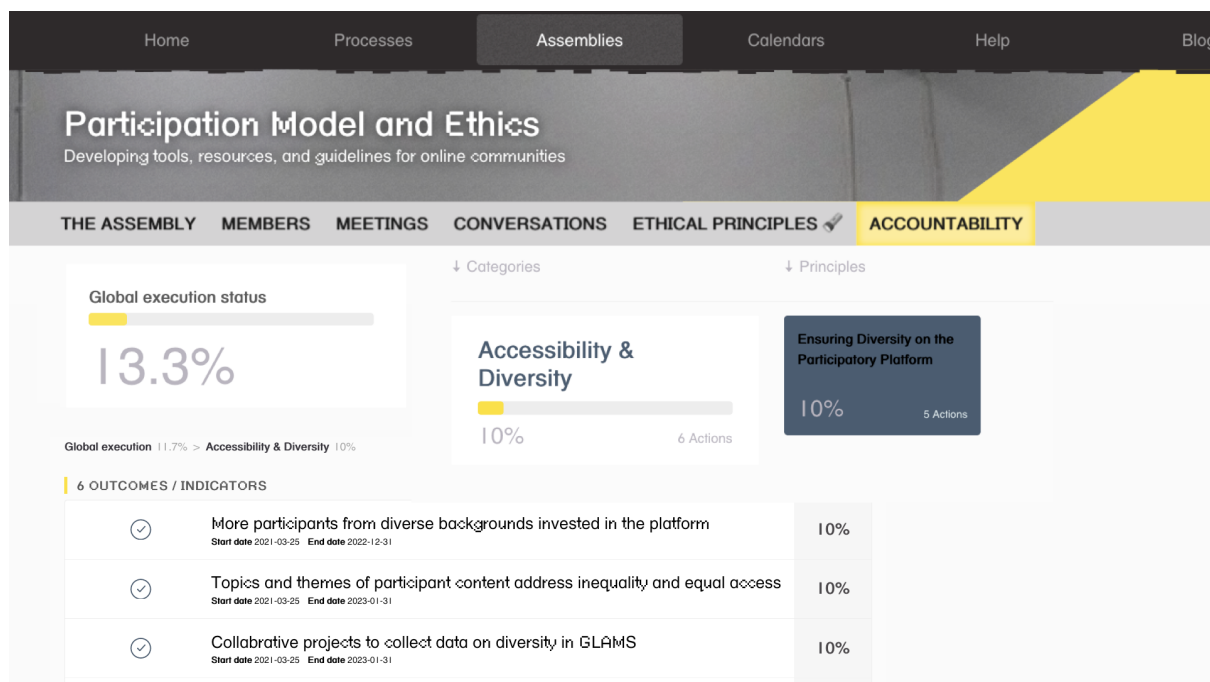 Home Processes Assemblies Calendars Help Blog
Participation Model and Ethics
Developing tools, resources, and guidelines for online communities
THE ASSEMBLY MEMBERS MEETINGS CONVERSATIONS ETHICAL PRINCIPLES ACCOUNTABILITY
↓ Categories
↓ Principles
Global execution status
13.3%
Accessibility &
Diversity
10% 6 Actions
Ensuring Diversity on the
Participatory Platform
10% 5 Actions
Global execution 11.7% > Accessibility & Diversity 10%
6 OUTCOMES / INDICATORS
More participants from diverse backgrounds invested in the platform
Start date 2021-03-25 End date 2022-12-31
10%
Topics and themes of participant content address inequality and equal access
Start date 2021-03-25 End date 2023-01-31
10%
Collabrative projects to collect data on diversity in GLAMS
Start date 2021-03-25 End date 2023-01-31
10%